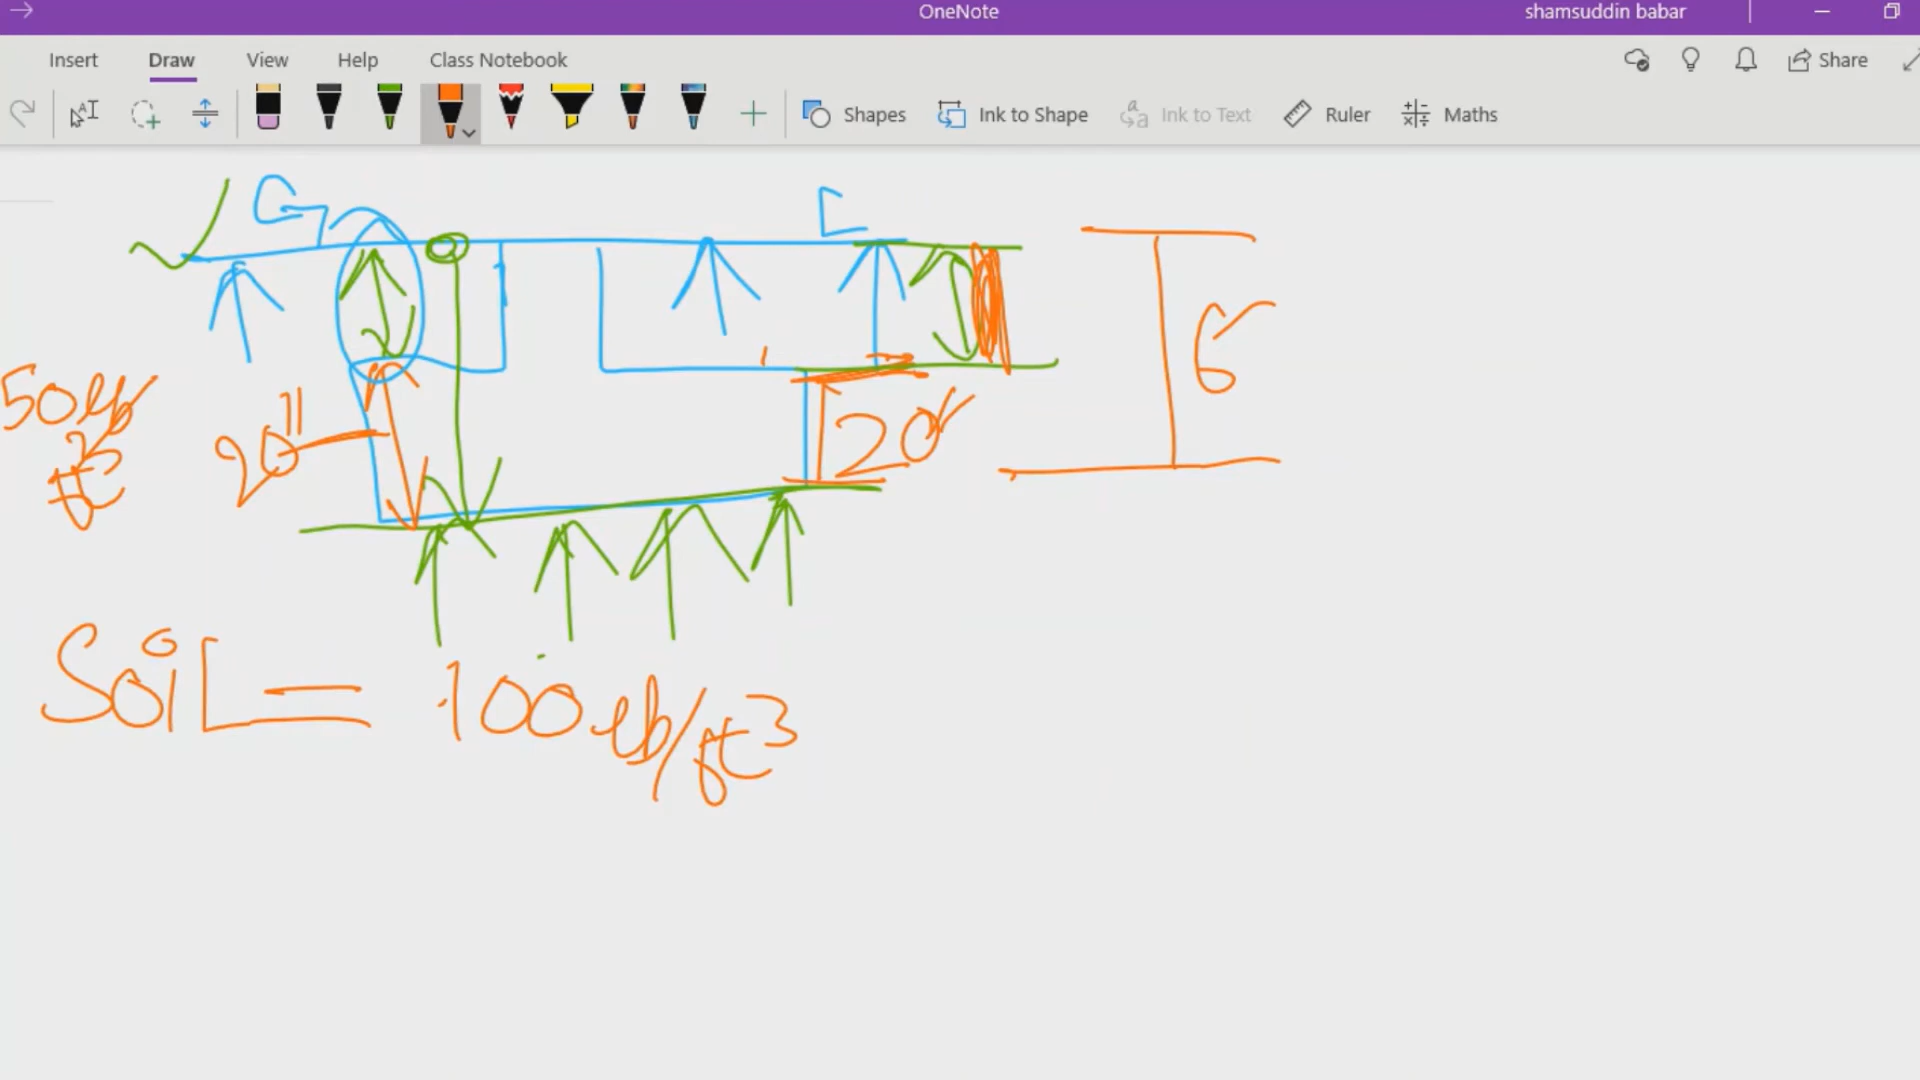 OneNote
shamsuddin babar
Insert Draw View Help Class Notebook
Share
Shapes Ink to Shape Ink to Text Ruler Maths
G
L
6
50lb
ft3
20"
20"
SoiL = 100 lb/ft3